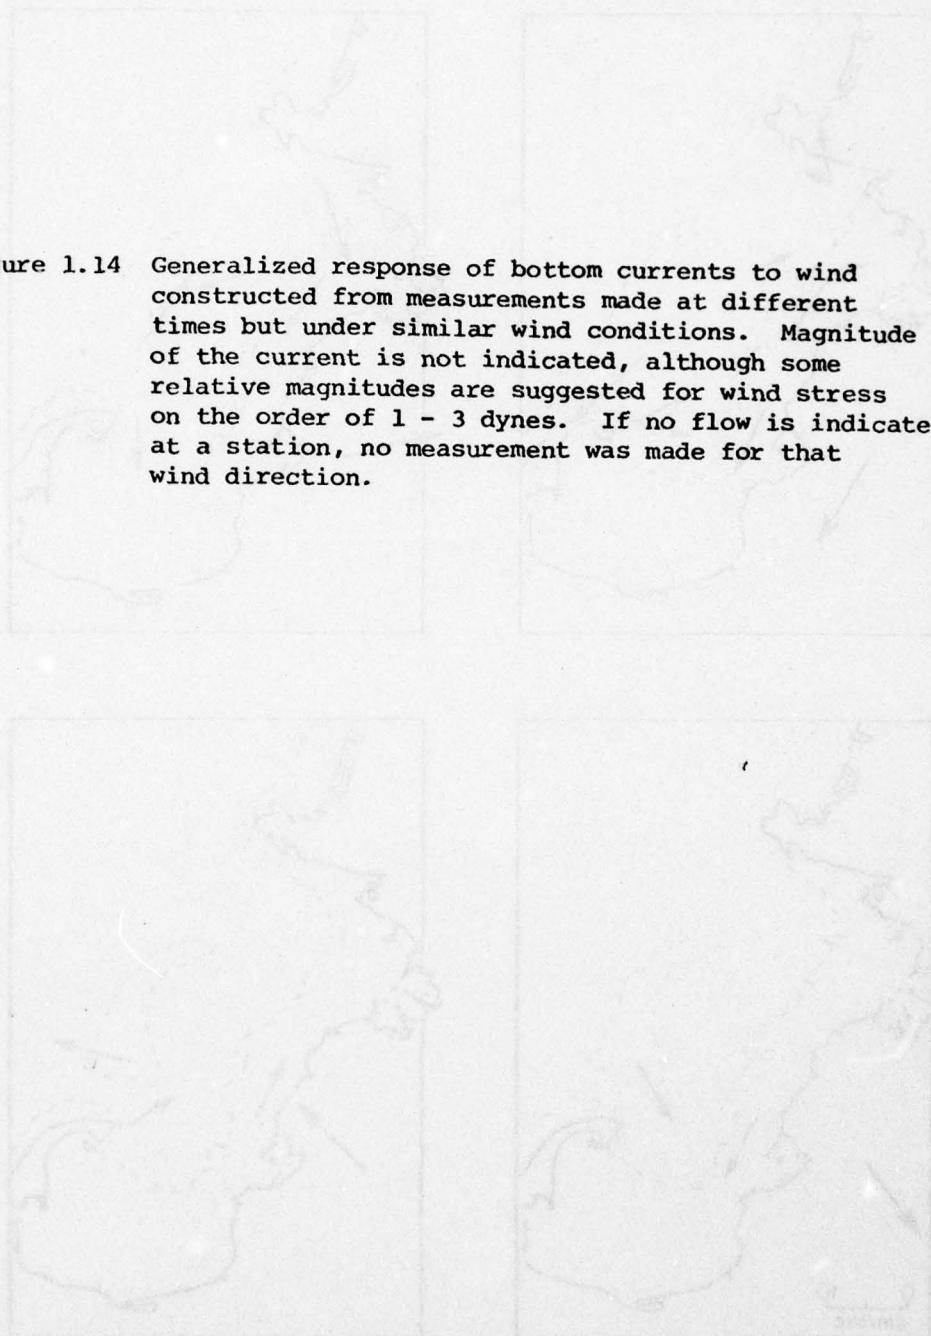 ure 1.14 Generalized response of bottom currents to wind
constructed from measurements made at different
times but under similar wind conditions. Magnitude
of the current is not indicated, although some
relative magnitudes are suggested for wind stress
on the order of 1 - 3 dynes. If no flow is indicate
at a station, no measurement was made for that
wind direction.